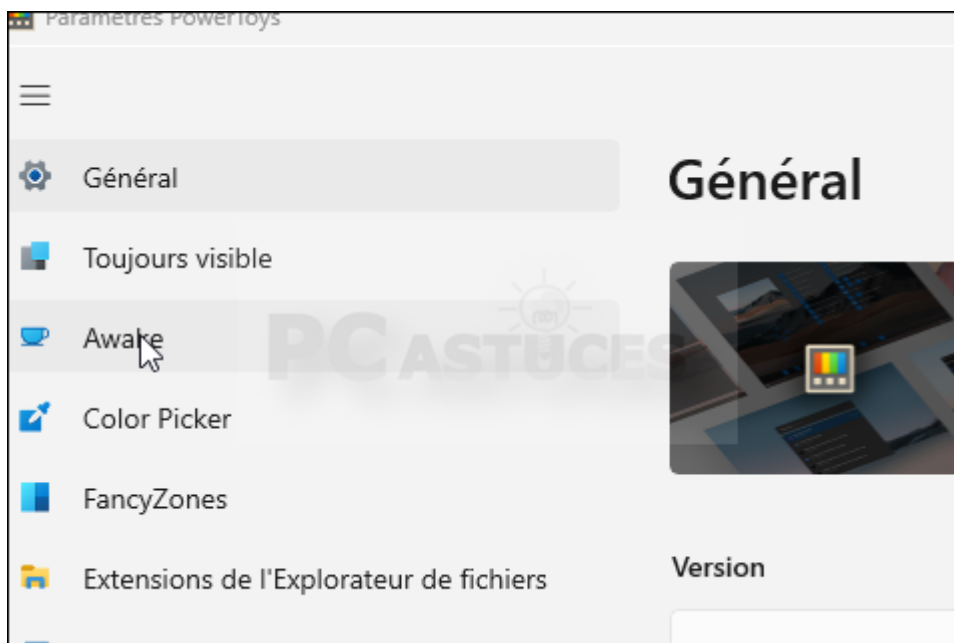 Paramètres PowerToys
Général
Général
Toujours visible
Awake
PC ASTUCES
Color Picker
FancyZones
Extensions de l'Explorateur de fichiers
Version